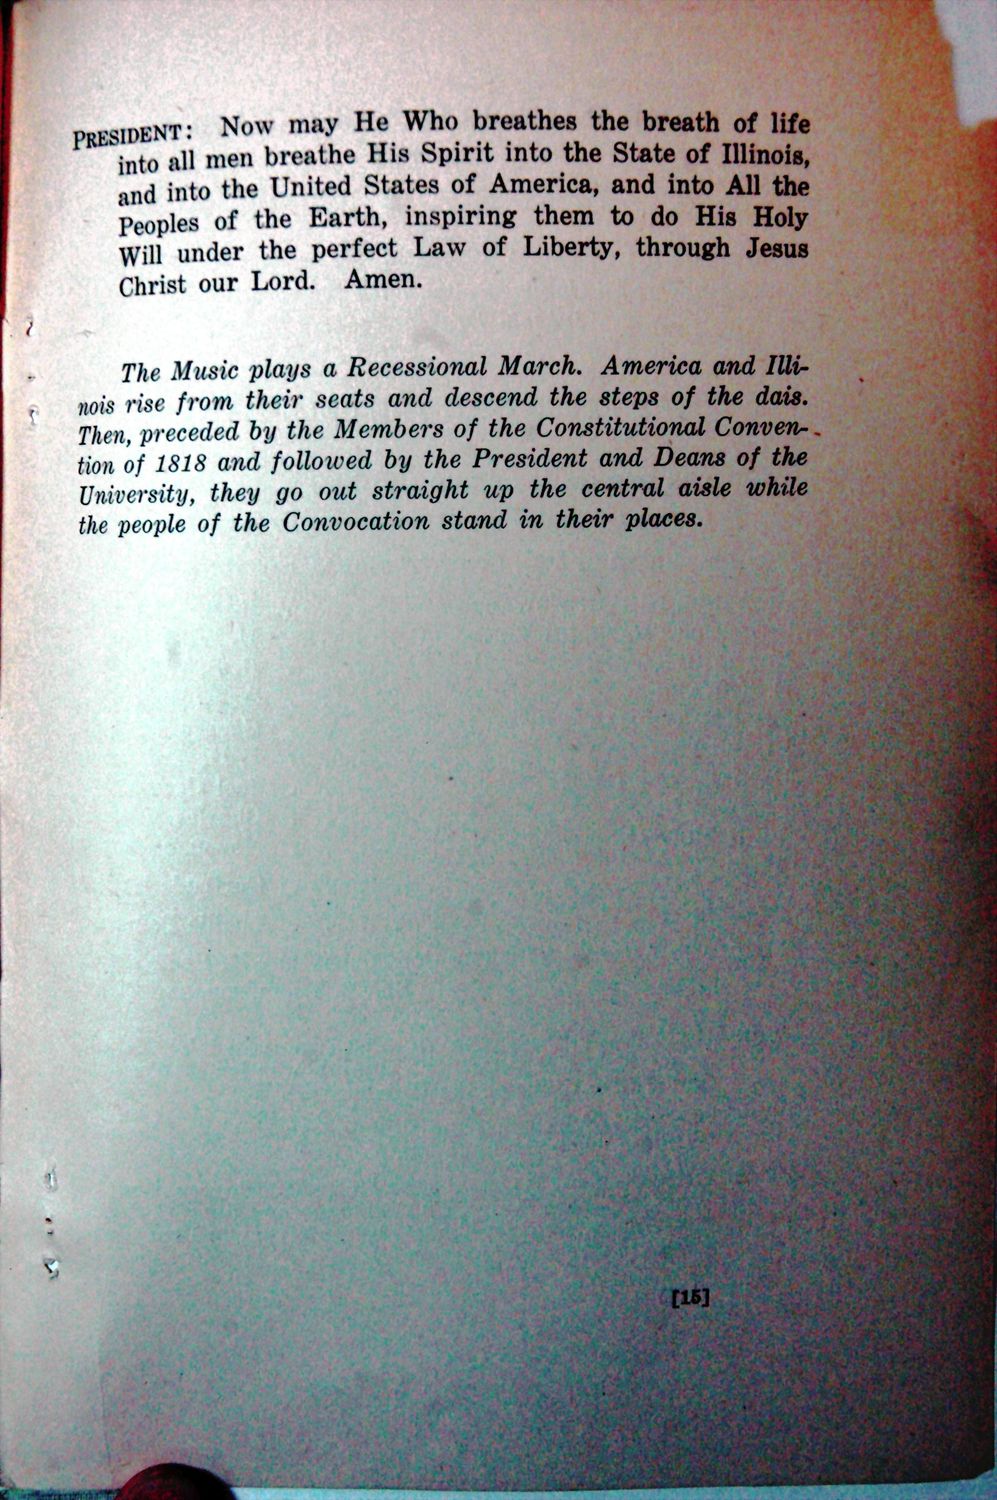 PRESIDENT: Now may He Who breathes the breath of life
into all men breathe His Spirit into the State of Illinois,
and into the United States of America, and into All the
Peoples of the Earth, inspiring them to do His Holy
Will under the perfect Law of Liberty, through Jesus
Christ our Lord. Amen.
The Music plays a Recessional March. America and Illi-
nois rise from their seats and descend the steps of the dais.
Then, preceded by the Members of the Constitutional Conven-
tion of 1818 and followed by the President and Deans of the
University, they go out straight up the central aisle while
the people of the Convocation stand in their places.
[15]